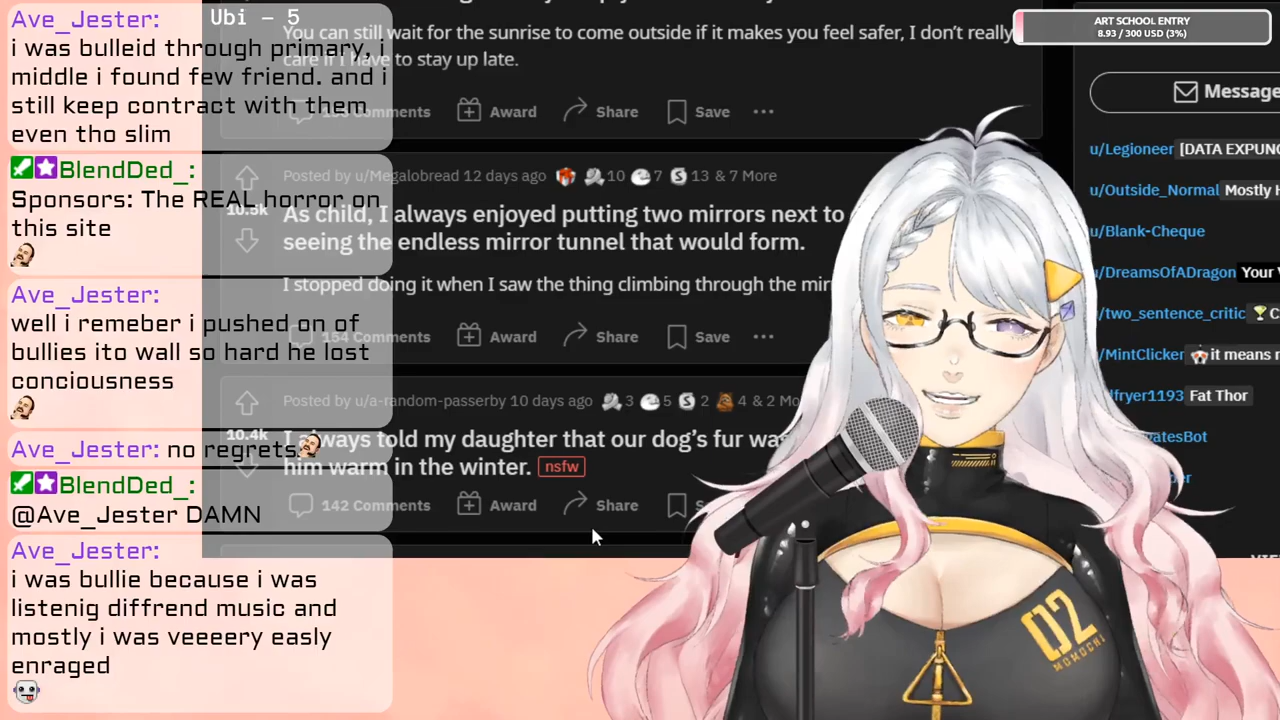 Ave_Jester:
i was bulleid through primary, i
middle i found few friend. and i
still keep contract with them
even tho slim
BlendDed_:
Sponsors: The REAL horror on
this site
Ave_Jester:
well i remeber i pushed on of
bullies ito wall so hard he lost
conciousness
Ave_Jester: no regrets
BlendDed_:
@Ave_Jester DAMN
Ave_Jester:
i was bullie because i was
listenig diffrend music and
mostly i was veeeery easly
enraged
Ubi - 5
You can still wait for the sunrise to come outside if it makes you feel safer, I don't really
care if I have to stay up late.
Comments Award Share Save
Posted by u/Megalobread 12 days ago 10 7 13 & 7 More
10.5k
As child, I always enjoyed putting two mirrors next to
seeing the endless mirror tunnel that would form.
I stopped doing it when I saw the thing climbing through the
154 Comments Award Share Save
Posted by u/a-random-passerby 10 days ago 3 5 2 4 & 2
10.4k
I always told my daughter that our dog's fur was
him warm in the winter. nsfw
142 Comments Award Share
ART SCHOOL ENTRY
8.93 / 300 USD (3%)
Message
u/Legioneer [DATA EXPUN
u/Outside_Normal Mostly H
u/Blank-Cheque
u/DreamsOfADragon Your
/two_sentence_critic
/MintClicker it means
lfryer1193 Fat Thor
atesBot
02
MOMOCHI